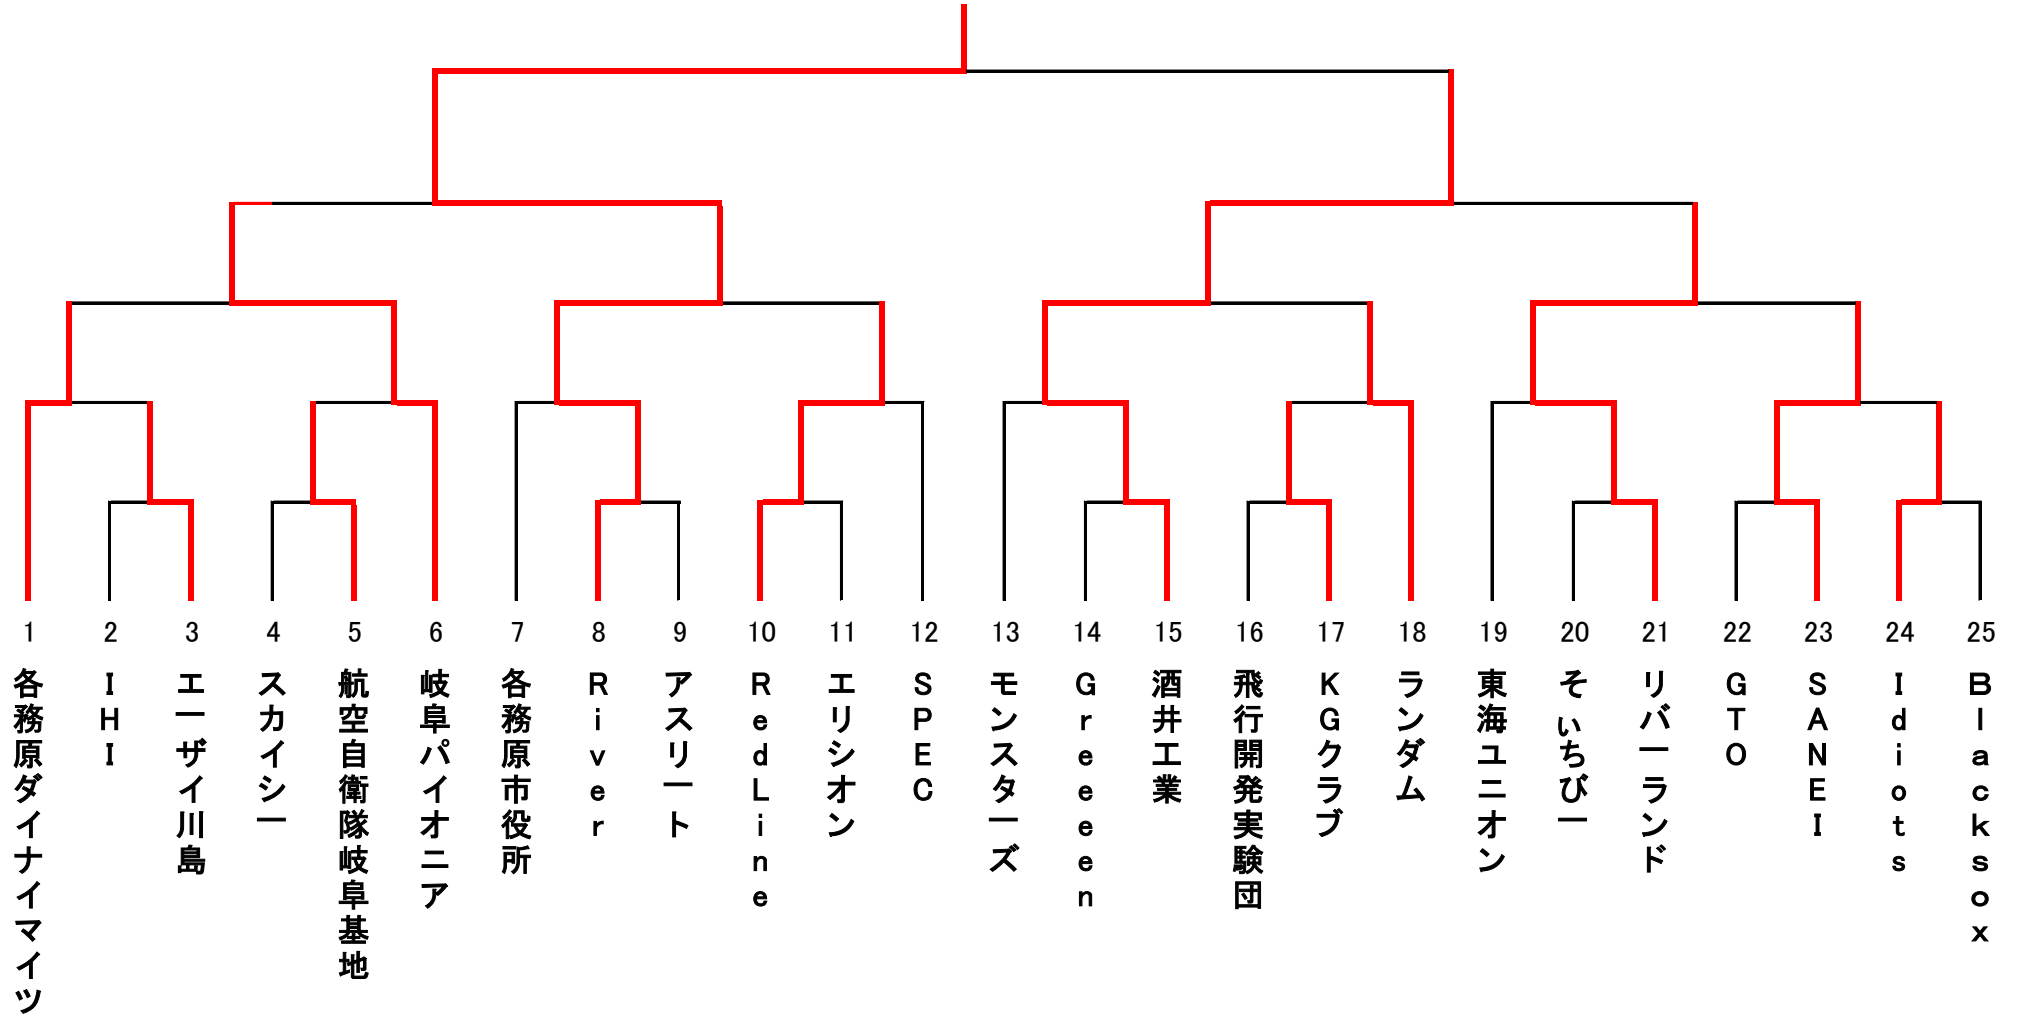 1
2
3
4
5
6
7
8
9
10
11
12
13
14
15
16
17
18
19
20
21
22
23
24
25
各務原ダイナイマイツ
IHI
エーザイ川島
スカイシー
航空自衛隊岐阜基地
岐阜パイオニア
各務原市役所
River
アスリート
RedLine
エリシオン
SPEC
モンスターズ
Greeeen
酒井工業
飛行開発実験団
KGクラブ
ランダム
東海ユニオン
そぃちびー
リバーランド
GTO
SANEI
Idiots
Blacksox